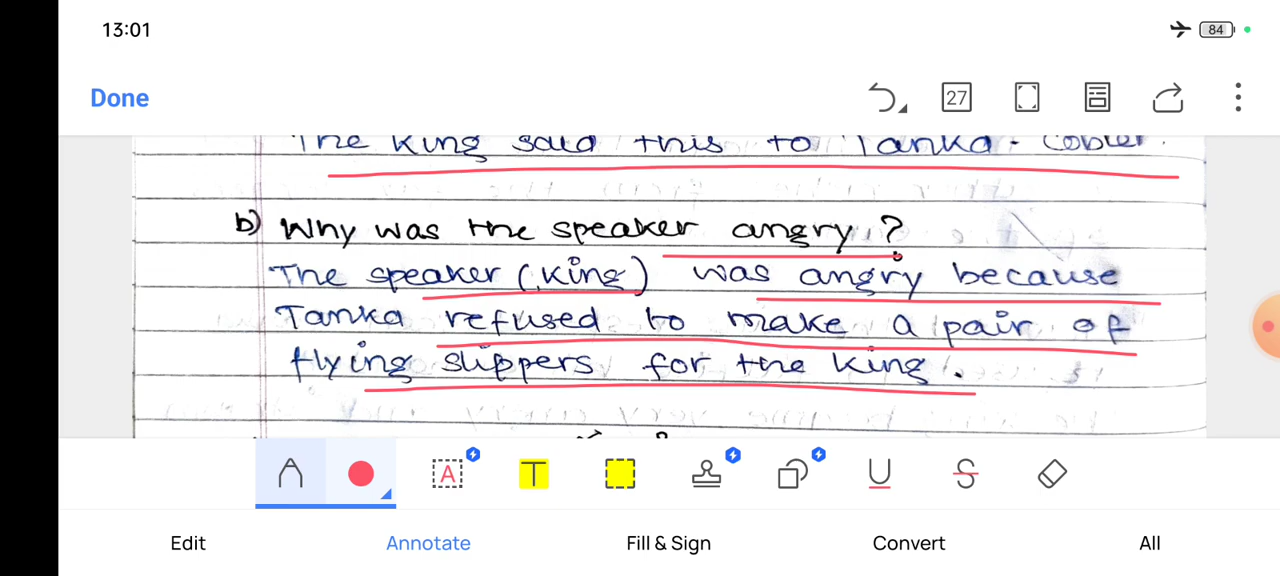 13:01
84
Done
27
The King said this to Tanka - Cobler.
b) Why was the speaker angry?
The speaker (King) was angry because
Tanka refused to make a pair of
flying slippers for the king.
A
T
U
S
Edit
Annotate
Fill & Sign
Convert
All